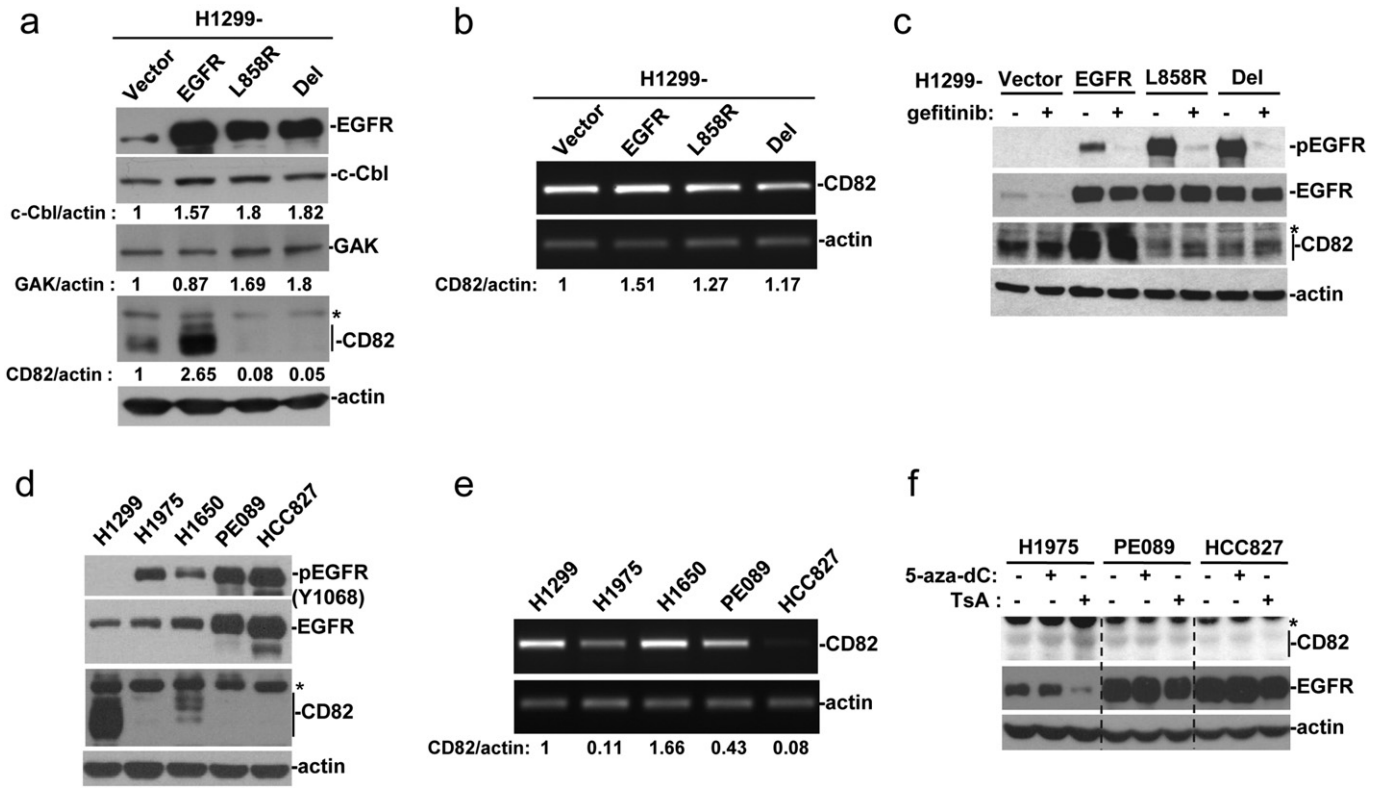 a
H1299-
Vector EGFR L858R Del
-EGFR
-c-Cbl
c-Cbl/actin : 1 1.57 1.8 1.82
-GAK
GAK/actin : 1 0.87 1.69 1.8
*
-CD82
CD82/actin : 1 2.65 0.08 0.05
-actin
b
H1299-
Vector EGFR L858R Del
-CD82
-actin
CD82/actin: 1 1.51 1.27 1.17
c
H1299- Vector EGFR L858R Del
gefitinib: - + - + - + - +
-pEGFR
-EGFR
*
-CD82
-actin
d
H1299 H1975 H1650 PE089 HCC827
-pEGFR
(Y1068)
-EGFR
*
-CD82
-actin
e
H1299 H1975 H1650 PE089 HCC827
-CD82
-actin
CD82/actin: 1 0.11 1.66 0.43 0.08
f
H1975 PE089 HCC827
5-aza-dC: - + - - + - - + -
TsA : - - + - - + - - +
*
-CD82
-EGFR
-actin